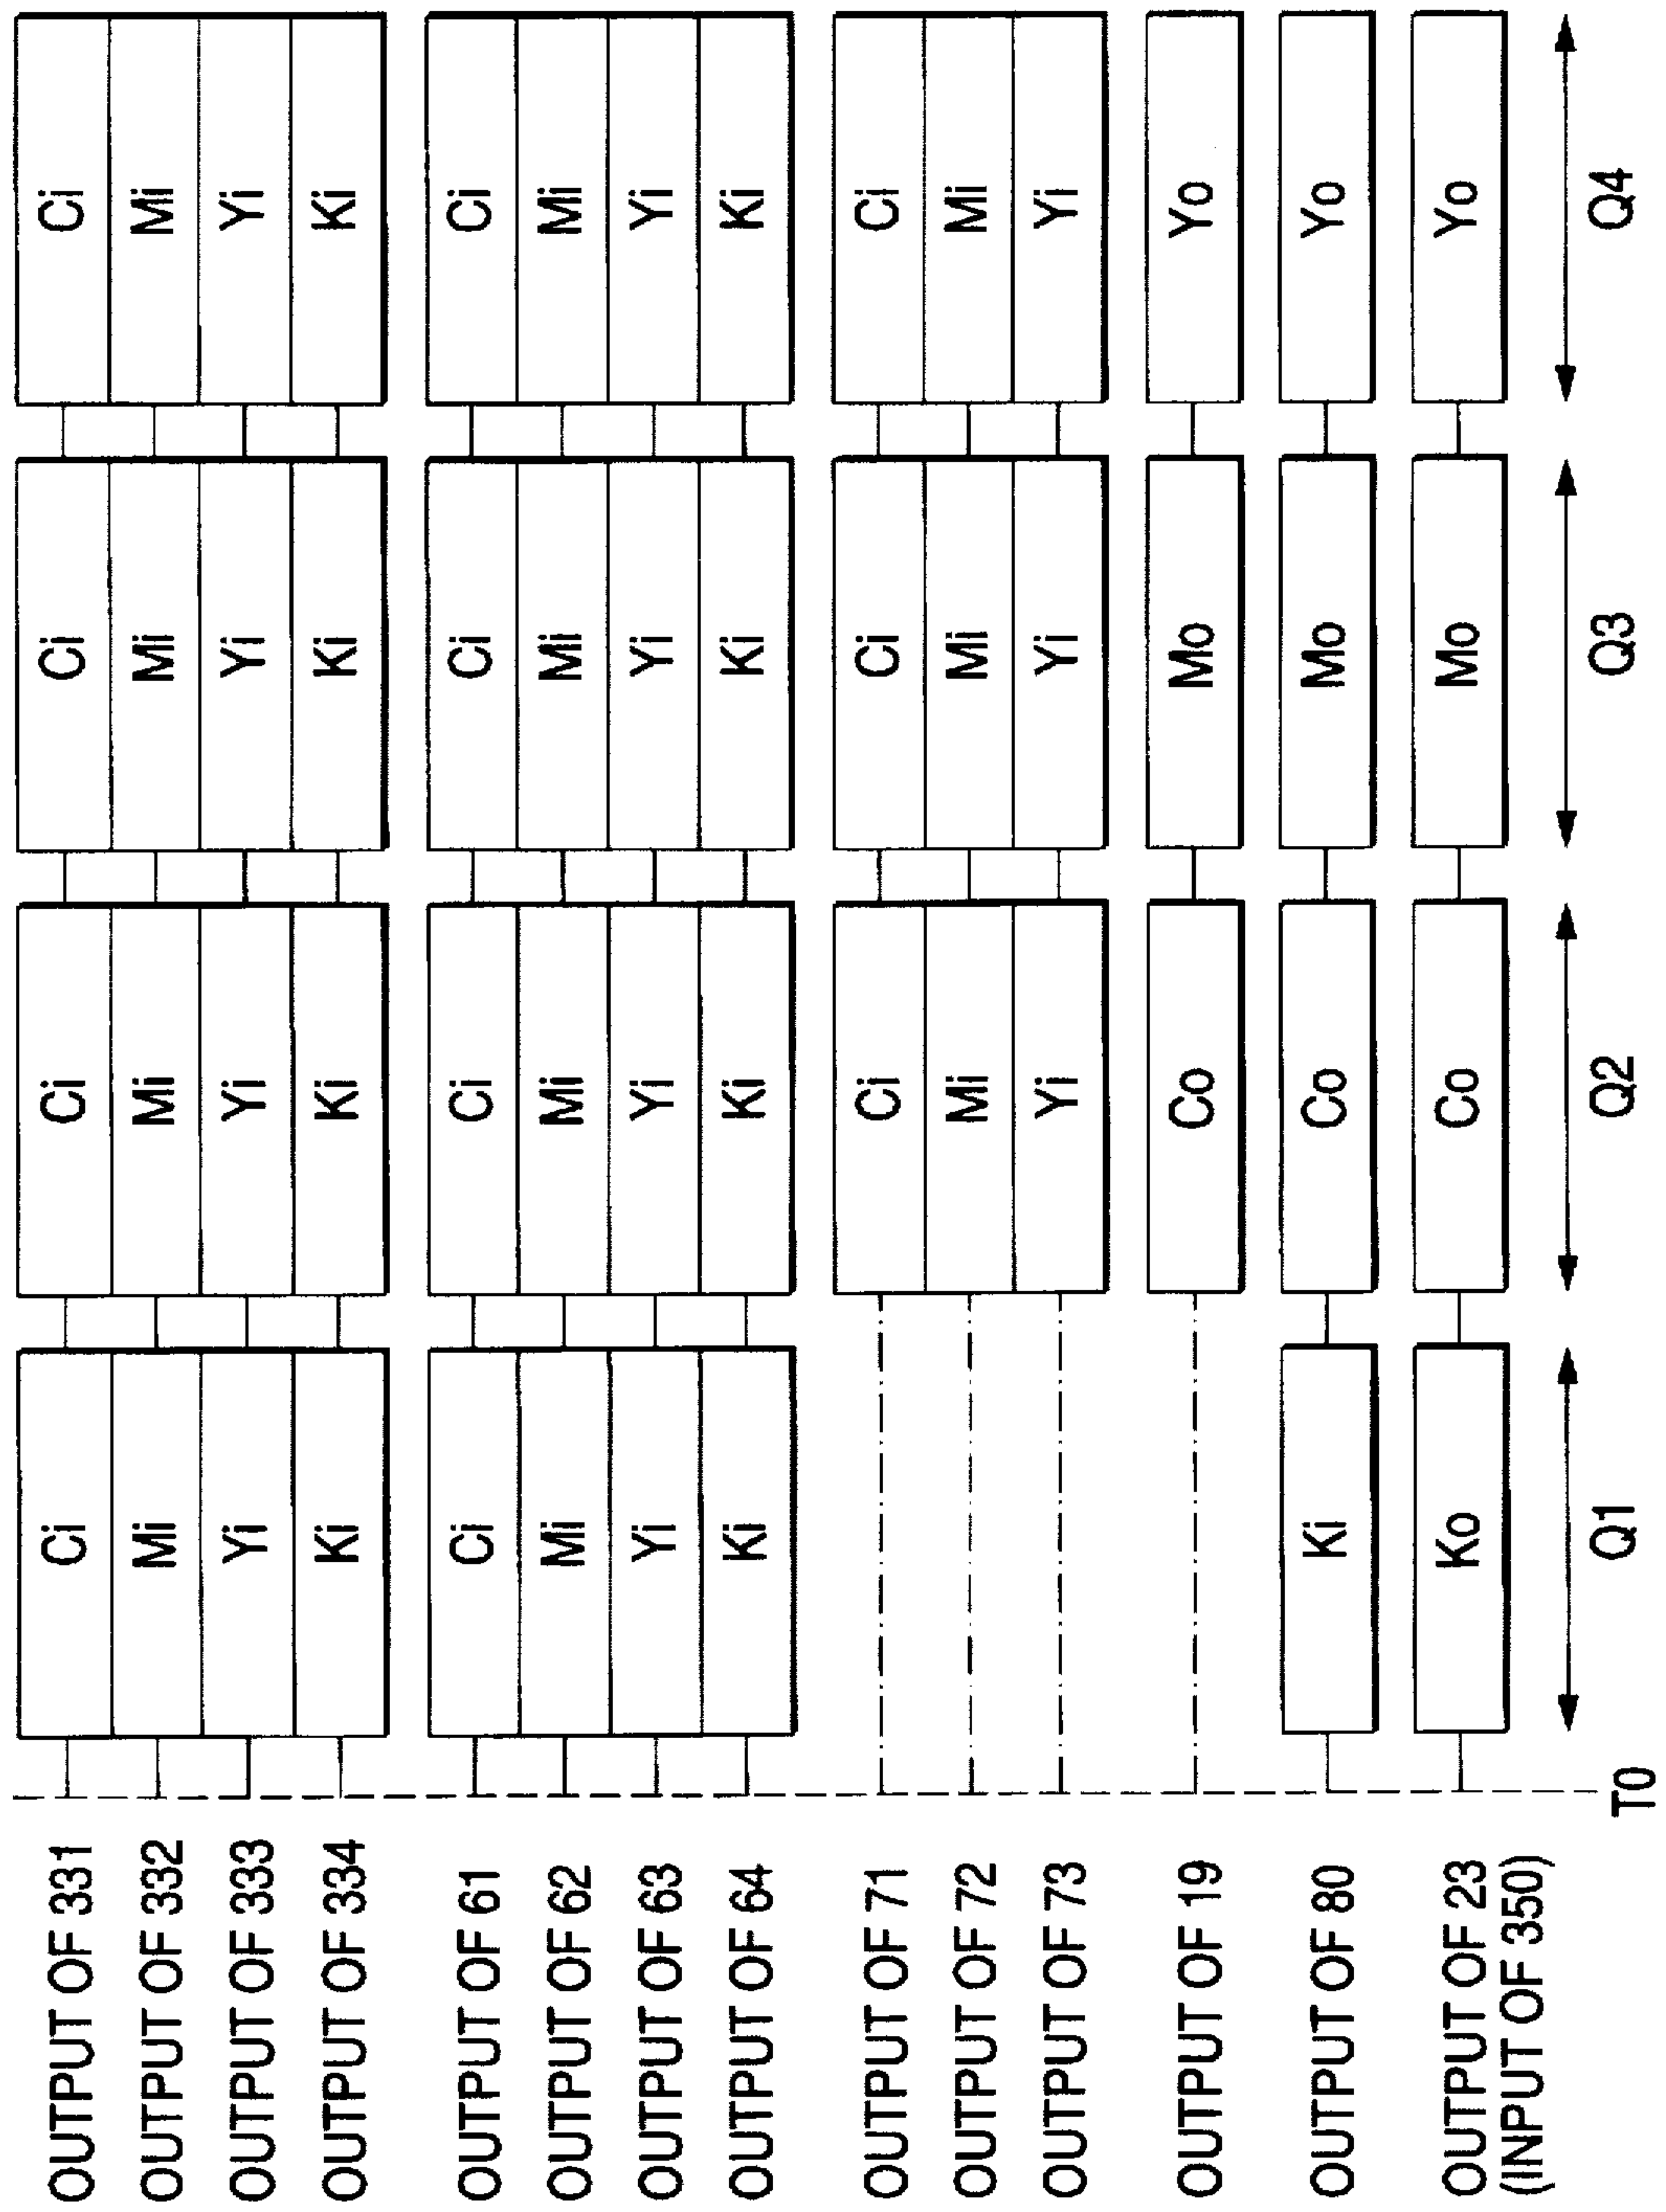 OUTPUT OF 331 Ci Ci Ci Ci
OUTPUT OF 332 Mi Mi Mi Mi
OUTPUT OF 333 Yi Yi Yi Yi
OUTPUT OF 334 Ki Ki Ki Ki
OUTPUT OF 61 Ci Ci Ci Ci
OUTPUT OF 62 Mi Mi Mi Mi
OUTPUT OF 63 Yi Yi Yi Yi
OUTPUT OF 64 Ki Ki Ki Ki
OUTPUT OF 71 Ci Ci Ci
OUTPUT OF 72 Mi Mi Mi
OUTPUT OF 73 Yi Yi Yi
OUTPUT OF 19 Co Mo Yo
OUTPUT OF 80 Ki Co Mo Yo
OUTPUT OF 23 Ko Co Mo Yo
(INPUT OF 350)
T0 Q1 Q2 Q3 Q4